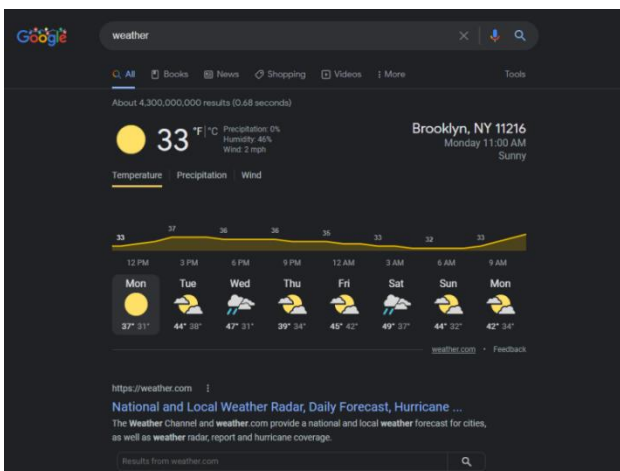 Google
weather
All Books News Shopping Videos More Tools
About 4,300,000,000 results (0.68 seconds)
33 °F | °C
Precipitation: 0%
Humidity: 46%
Wind: 2 mph
Brooklyn, NY 11216
Monday 11:00 AM
Sunny
Temperature Precipitation Wind
33 37 36 36 35 33 32 33
12 PM 3 PM 6 PM 9 PM 12 AM 3 AM 6 AM 9 AM
Mon Tue Wed Thu Fri Sat Sun Mon
37° 31° 44° 38° 47° 31° 39° 34° 45° 42° 49° 37° 44° 32° 42° 34°
weather.com • Feedback
https://weather.com
National and Local Weather Radar, Daily Forecast, Hurricane ...
The Weather Channel and weather.com provide a national and local weather forecast for cities,
as well as weather radar, report and hurricane coverage.
Results from weather.com